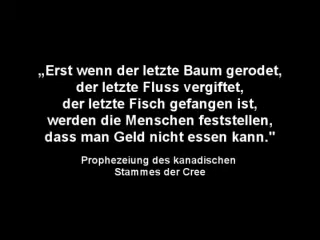 „Erst wenn der letzte Baum gerodet,
der letzte Fluss vergiftet,
der letzte Fisch gefangen ist,
werden die Menschen feststellen,
dass man Geld nicht essen kann."
Prophezeiung des kanadischen
Stammes der Cree